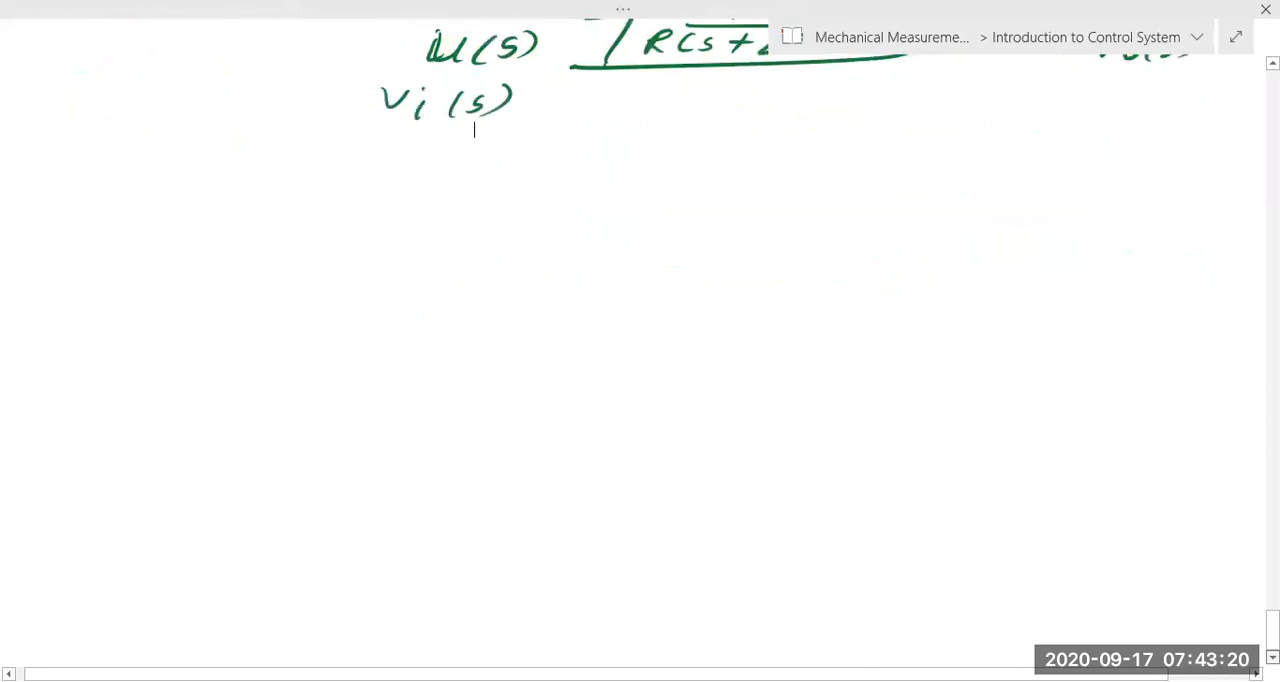 Mechanical Measureme... > Introduction to Control System
U(s)
Vi(s)
2020-09-17 07:43:20